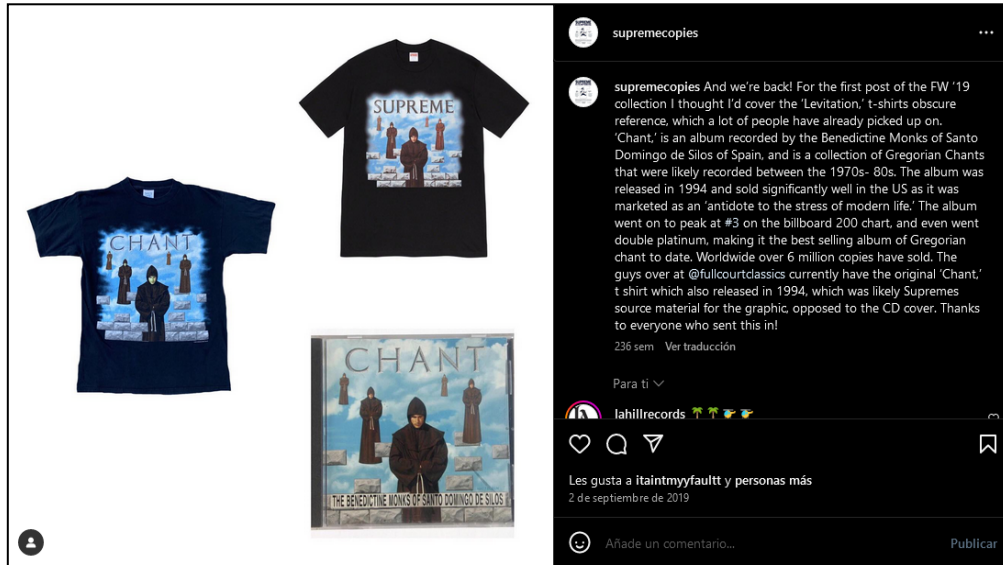 SUPREME
CHANT
CHANT
THE BENEDICTINE MONKS OF SANTO DOMINGO DE SILOS
supremecopies
supremecopies And we’re back! For the first post of the FW ’19
collection I thought I’d cover the ‘Levitation,’ t-shirts obscure
reference, which a lot of people have already picked up on.
‘Chant,’ is an album recorded by the Benedictine Monks of Santo
Domingo de Silos of Spain, and is a collection of Gregorian Chants
that were likely recorded between the 1970s- 80s. The album was
released in 1994 and sold significantly well in the US as it was
marketed as an ‘antidote to the stress of modern life.’ The album
went on to peak at #3 on the billboard 200 chart, and even went
double platinum, making it the best selling album of Gregorian
chant to date. Worldwide over 6 million copies have sold. The
guys over at @fullcourtclassics currently have the original ‘Chant,’
t shirt which also released in 1994, which was likely Supremes
source material for the graphic, opposed to the CD cover. Thanks
to everyone who sent this in!
236 sem Ver traducción
Para ti
lahillrecords 🌴🌴
Les gusta a itaintmyyfaultt y personas más
2 de septiembre de 2019
Añade un comentario...
Publicar